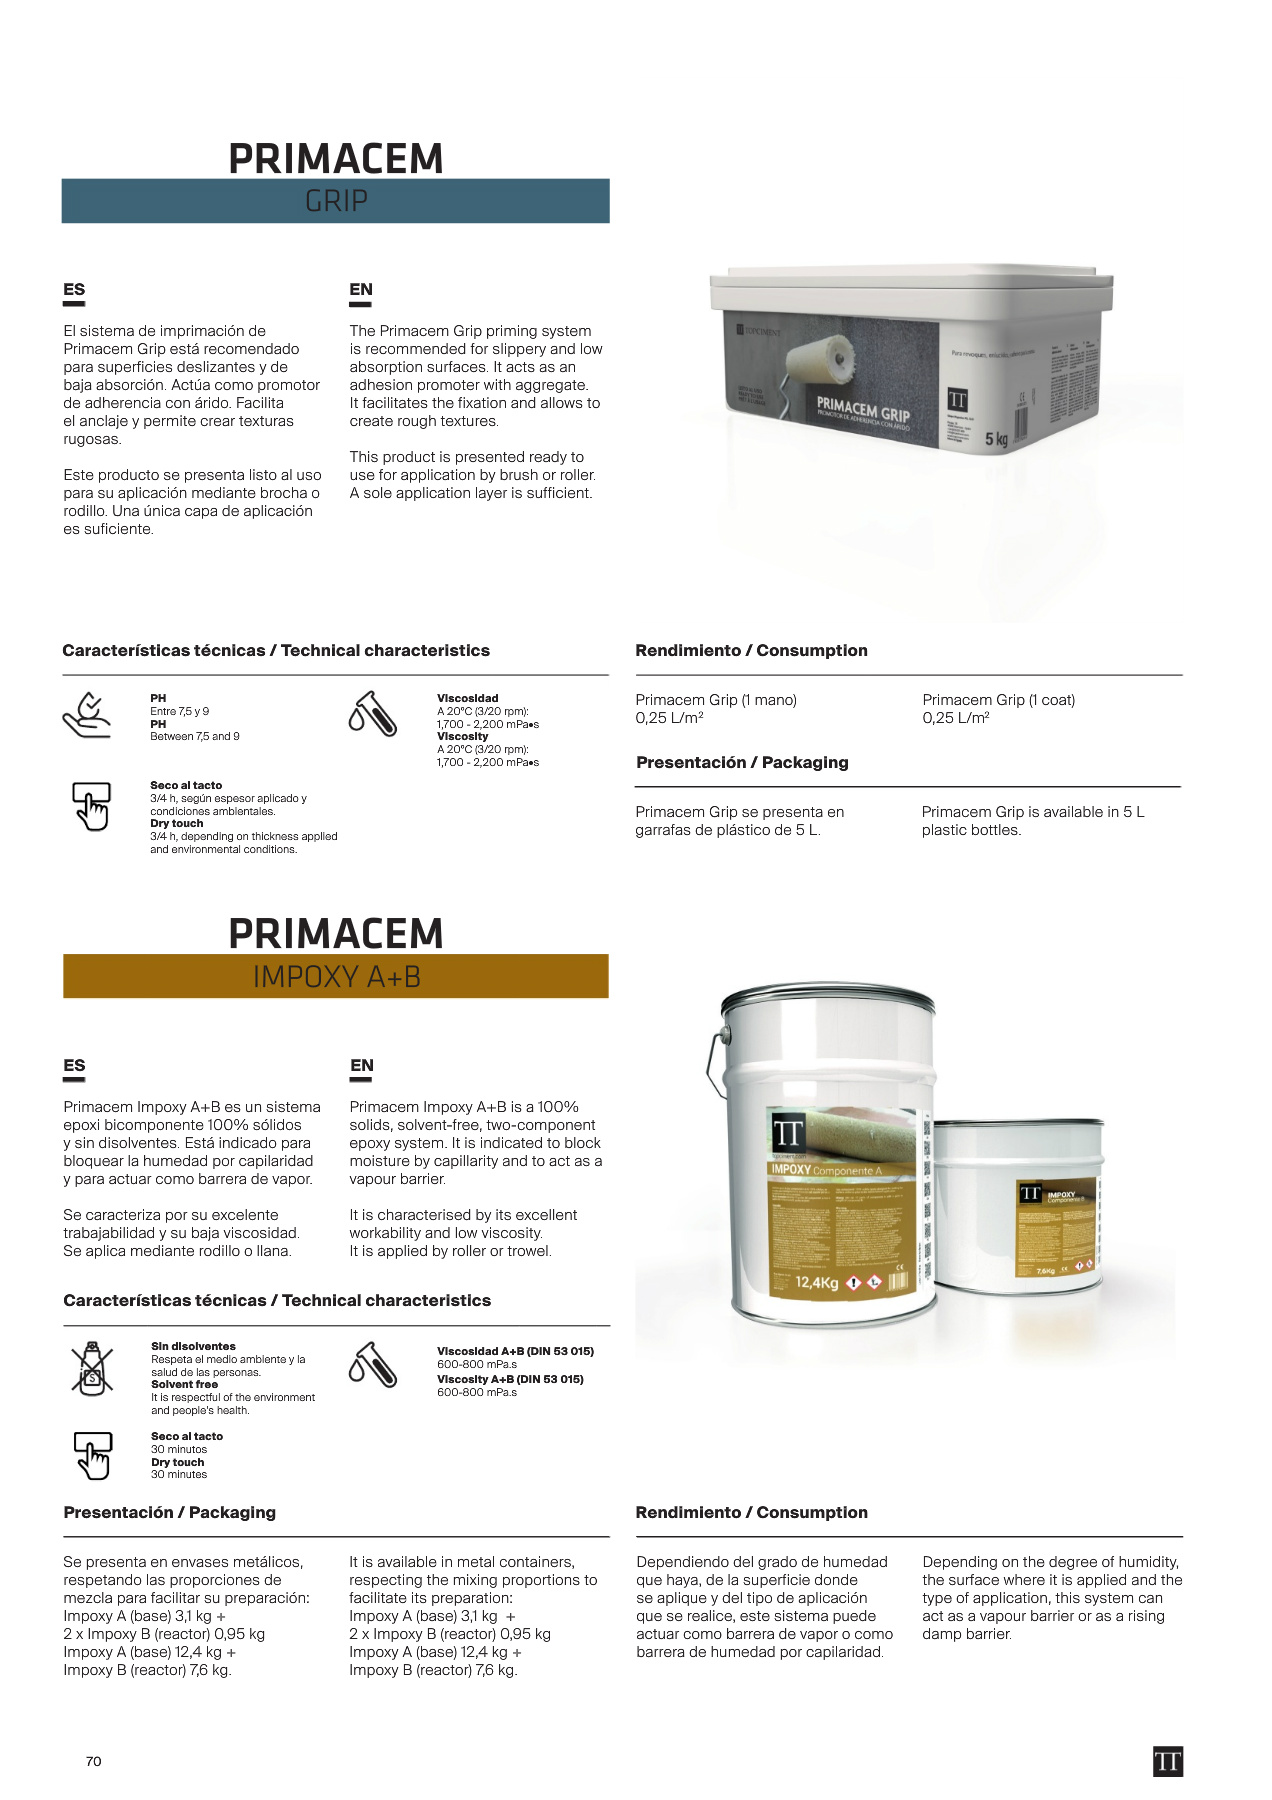 PRIMACEM
GRIP
ES
El sistema de imprimación de
Primacem Grip está recomendado
para superficies deslizantes y de
baja absorción. Actúa como promotor
de adherencia con árido. Facilita
el anclaje y permite crear texturas
rugosas.
Este producto se presenta listo al uso
para su aplicación mediante brocha o
rodillo. Una única capa de aplicación
es suficiente.
EN
The Primacem Grip priming system
is recommended for slippery and low
absorption surfaces. It acts as an
adhesion promoter with aggregate.
It facilitates the fixation and allows to
create rough textures.
This product is presented ready to
use for application by brush or roller.
A sole application layer is sufficient.
TOPCIMENT
PRIMACEM GRIP
PROMOTOR DE ADHERENCIA CON ÁRIDO
TT
5 kg
Características técnicas / Technical characteristics
PH
Entre 7,5 y 9
PH
Between 7,5 and 9
Viscosidad
A 20°C (3/20 rpm):
1,700 - 2,200 mPa•s
Viscosity
A 20°C (3/20 rpm):
1,700 - 2,200 mPa•s
Seco al tacto
3/4 h, según espesor aplicado y
condiciones ambientales.
Dry touch
3/4 h, depending on thickness applied
and environmental conditions.
Rendimiento / Consumption
Primacem Grip (1 mano)
0,25 L/m²
Primacem Grip (1 coat)
0,25 L/m²
Presentación / Packaging
Primacem Grip se presenta en
garrafas de plástico de 5 L.
Primacem Grip is available in 5 L
plastic bottles.
PRIMACEM
IMPOXY A+B
ES
Primacem Impoxy A+B es un sistema
epoxi bicomponente 100% sólidos
y sin disolventes. Está indicado para
bloquear la humedad por capilaridad
y para actuar como barrera de vapor.
Se caracteriza por su excelente
trabajabilidad y su baja viscosidad.
Se aplica mediante rodillo o llana.
EN
Primacem Impoxy A+B is a 100%
solids, solvent-free, two-component
epoxy system. It is indicated to block
moisture by capillarity and to act as a
vapour barrier.
It is characterised by its excellent
workability and low viscosity.
It is applied by roller or trowel.
TT
IMPOXY Componente A
12,4Kg
TT
IMPOXY
Componente B
7,6Kg
Características técnicas / Technical characteristics
S
Sin disolventes
Respeta el medio ambiente y la
salud de las personas.
Solvent free
It is respectful of the environment
and people's health.
Viscosidad A+B (DIN 53 015)
600-800 mPa.s
Viscosity A+B (DIN 53 015)
600-800 mPa.s
Seco al tacto
30 minutos
Dry touch
30 minutes
Presentación / Packaging
Se presenta en envases metálicos,
respetando las proporciones de
mezcla para facilitar su preparación:
Impoxy A (base) 3,1 kg +
2 x Impoxy B (reactor) 0,95 kg
Impoxy A (base) 12,4 kg +
Impoxy B (reactor) 7,6 kg.
It is available in metal containers,
respecting the mixing proportions to
facilitate its preparation:
Impoxy A (base) 3,1 kg +
2 x Impoxy B (reactor) 0,95 kg
Impoxy A (base) 12,4 kg +
Impoxy B (reactor) 7,6 kg.
Rendimiento / Consumption
Dependiendo del grado de humedad
que haya, de la superficie donde
se aplique y del tipo de aplicación
que se realice, este sistema puede
actuar como barrera de vapor o como
barrera de humedad por capilaridad.
Depending on the degree of humidity,
the surface where it is applied and the
type of application, this system can
act as a vapour barrier or as a rising
damp barrier.
70
TT